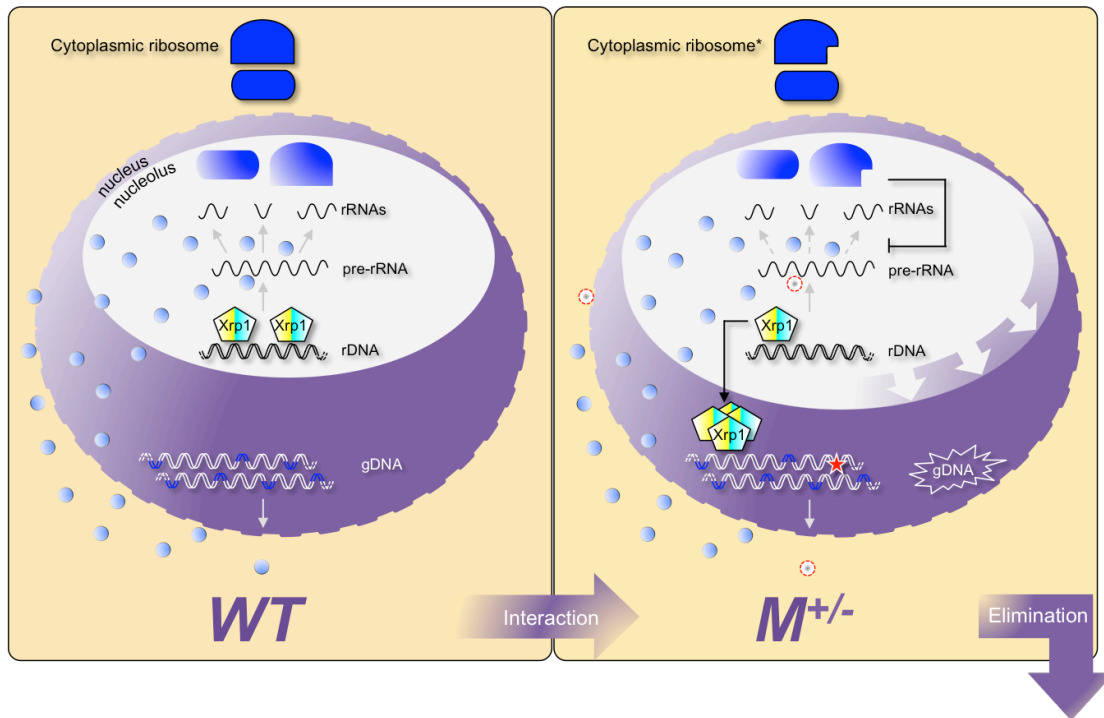 Cytoplasmic ribosome
nucleus
nucleolus
rRNAs
pre-rRNA
Xrp1
Xrp1
rDNA
gDNA
WT
Interaction
Cytoplasmic ribosome*
rRNAs
pre-rRNA
Xrp1
rDNA
Xrp1
gDNA
M+/-
Elimination